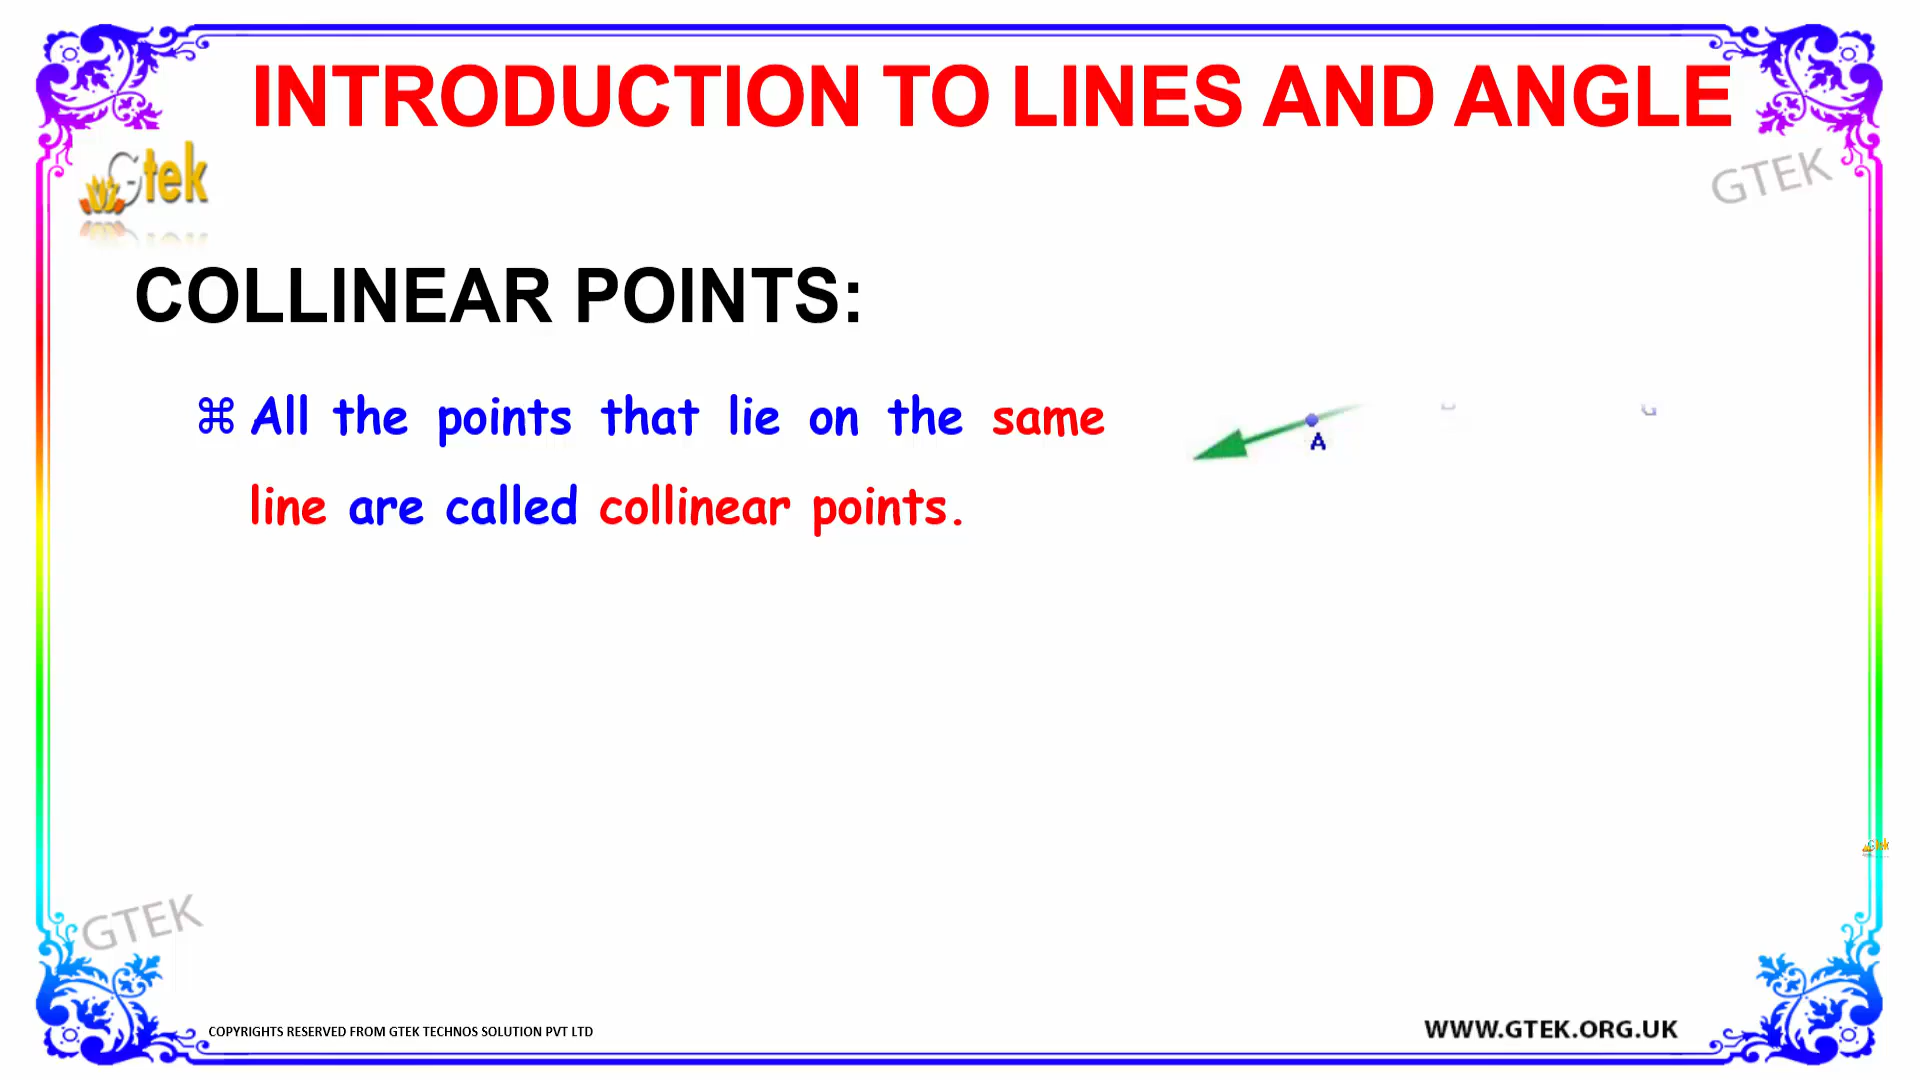 INTRODUCTION TO LINES AND ANGLE
Gtek
GTEK
COLLINEAR POINTS:
⌘ All the points that lie on the same
line are called collinear points.
A
GTEK
COPYRIGHTS RESERVED FROM GTEK TECHNOS SOLUTION PVT LTD
WWW.GTEK.ORG.UK